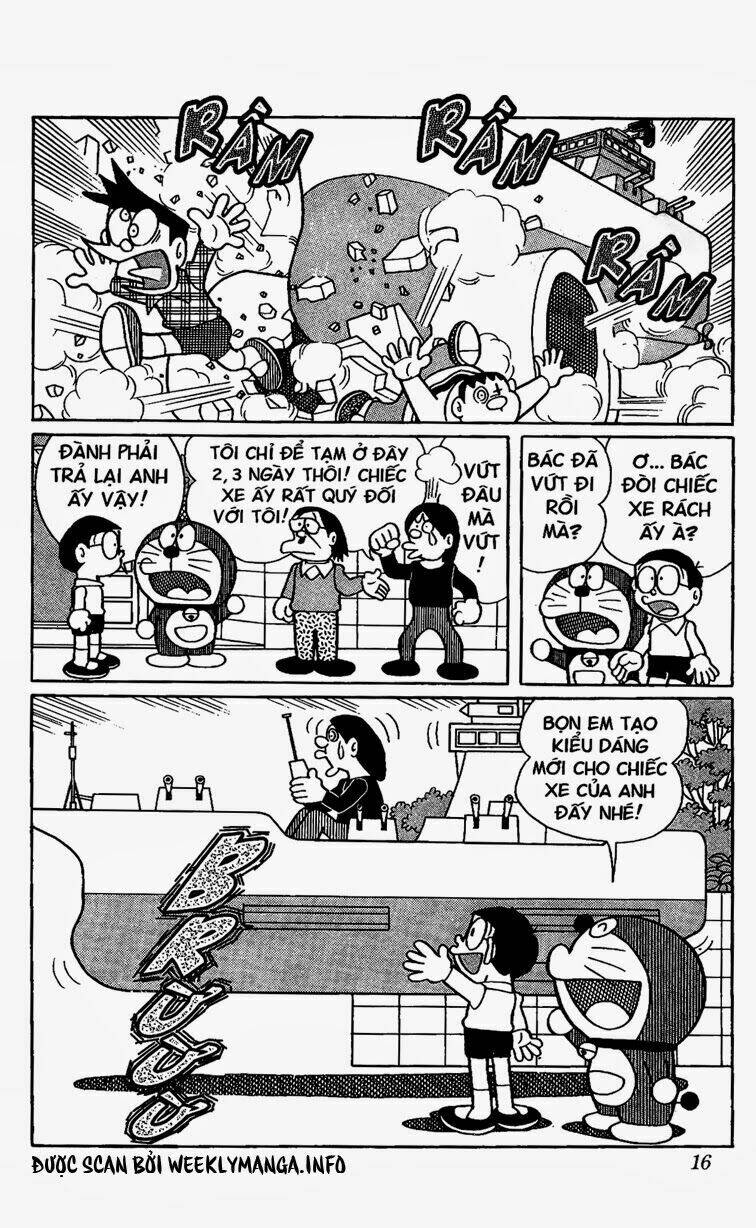 RẦM
RẦM
RẦM
ĐÀNH PHẢI
TRẢ LẠI ANH
ẤY VẬY!
TÔI CHỈ ĐỂ TẠM Ở ĐÂY
2, 3 NGÀY THÔI! CHIẾC
XE ẤY RẤT QUÝ ĐỐI
VỚI TÔI!
VỨT
ĐÂU
MÀ
VỨT
!
BÁC ĐÃ
VỨT ĐI
RỒI
MÀ?
Ơ... BÁC
ĐÒI CHIẾC
XE RÁCH
ẤY À?
BỌN EM TẠO
KIỂU DÁNG
MỚI CHO CHIẾC
XE CỦA ANH
ĐẤY NHÉ!
BRUUU
ĐƯỢC SCAN BỞI WEEKLYMANGA.INFO
16